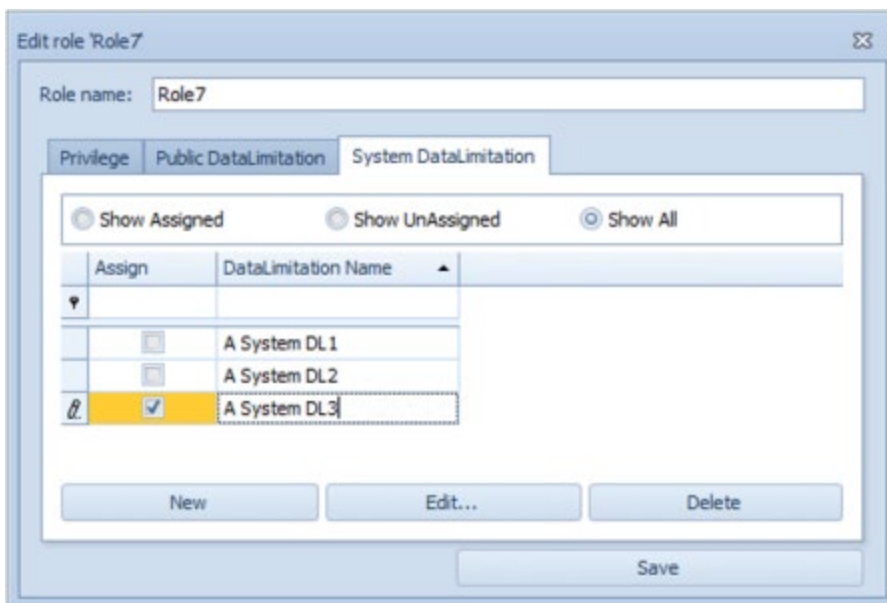 Edit role 'Role7'
Role name: Role7
Privilege Public DataLimitation System DataLimitation
Show Assigned Show UnAssigned Show All
Assign DataLimitation Name
A System DL1
A System DL2
A System DL3
New Edit... Delete
Save